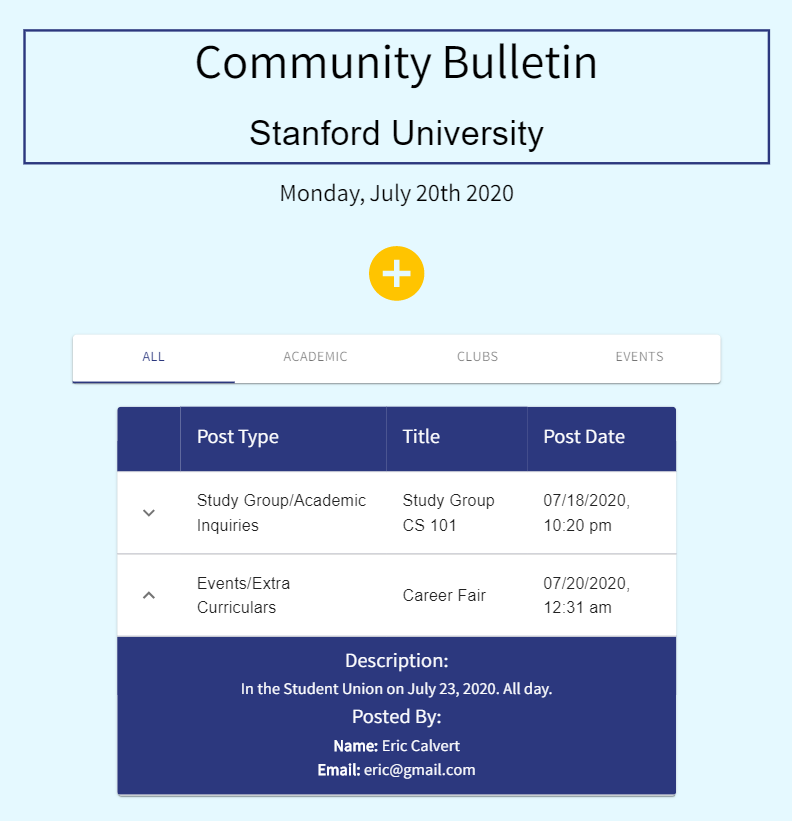 Community Bulletin
Stanford University
Monday, July 20th 2020
ALL ACADEMIC CLUBS EVENTS
Post Type Title Post Date
Study Group/Academic Study Group 07/18/2020,
Inquiries CS 101 10:20 pm
Events/Extra Career Fair 07/20/2020,
Curriculars 12:31 am
Description:
In the Student Union on July 23, 2020. All day.
Posted By:
Name: Eric Calvert
Email: eric@gmail.com